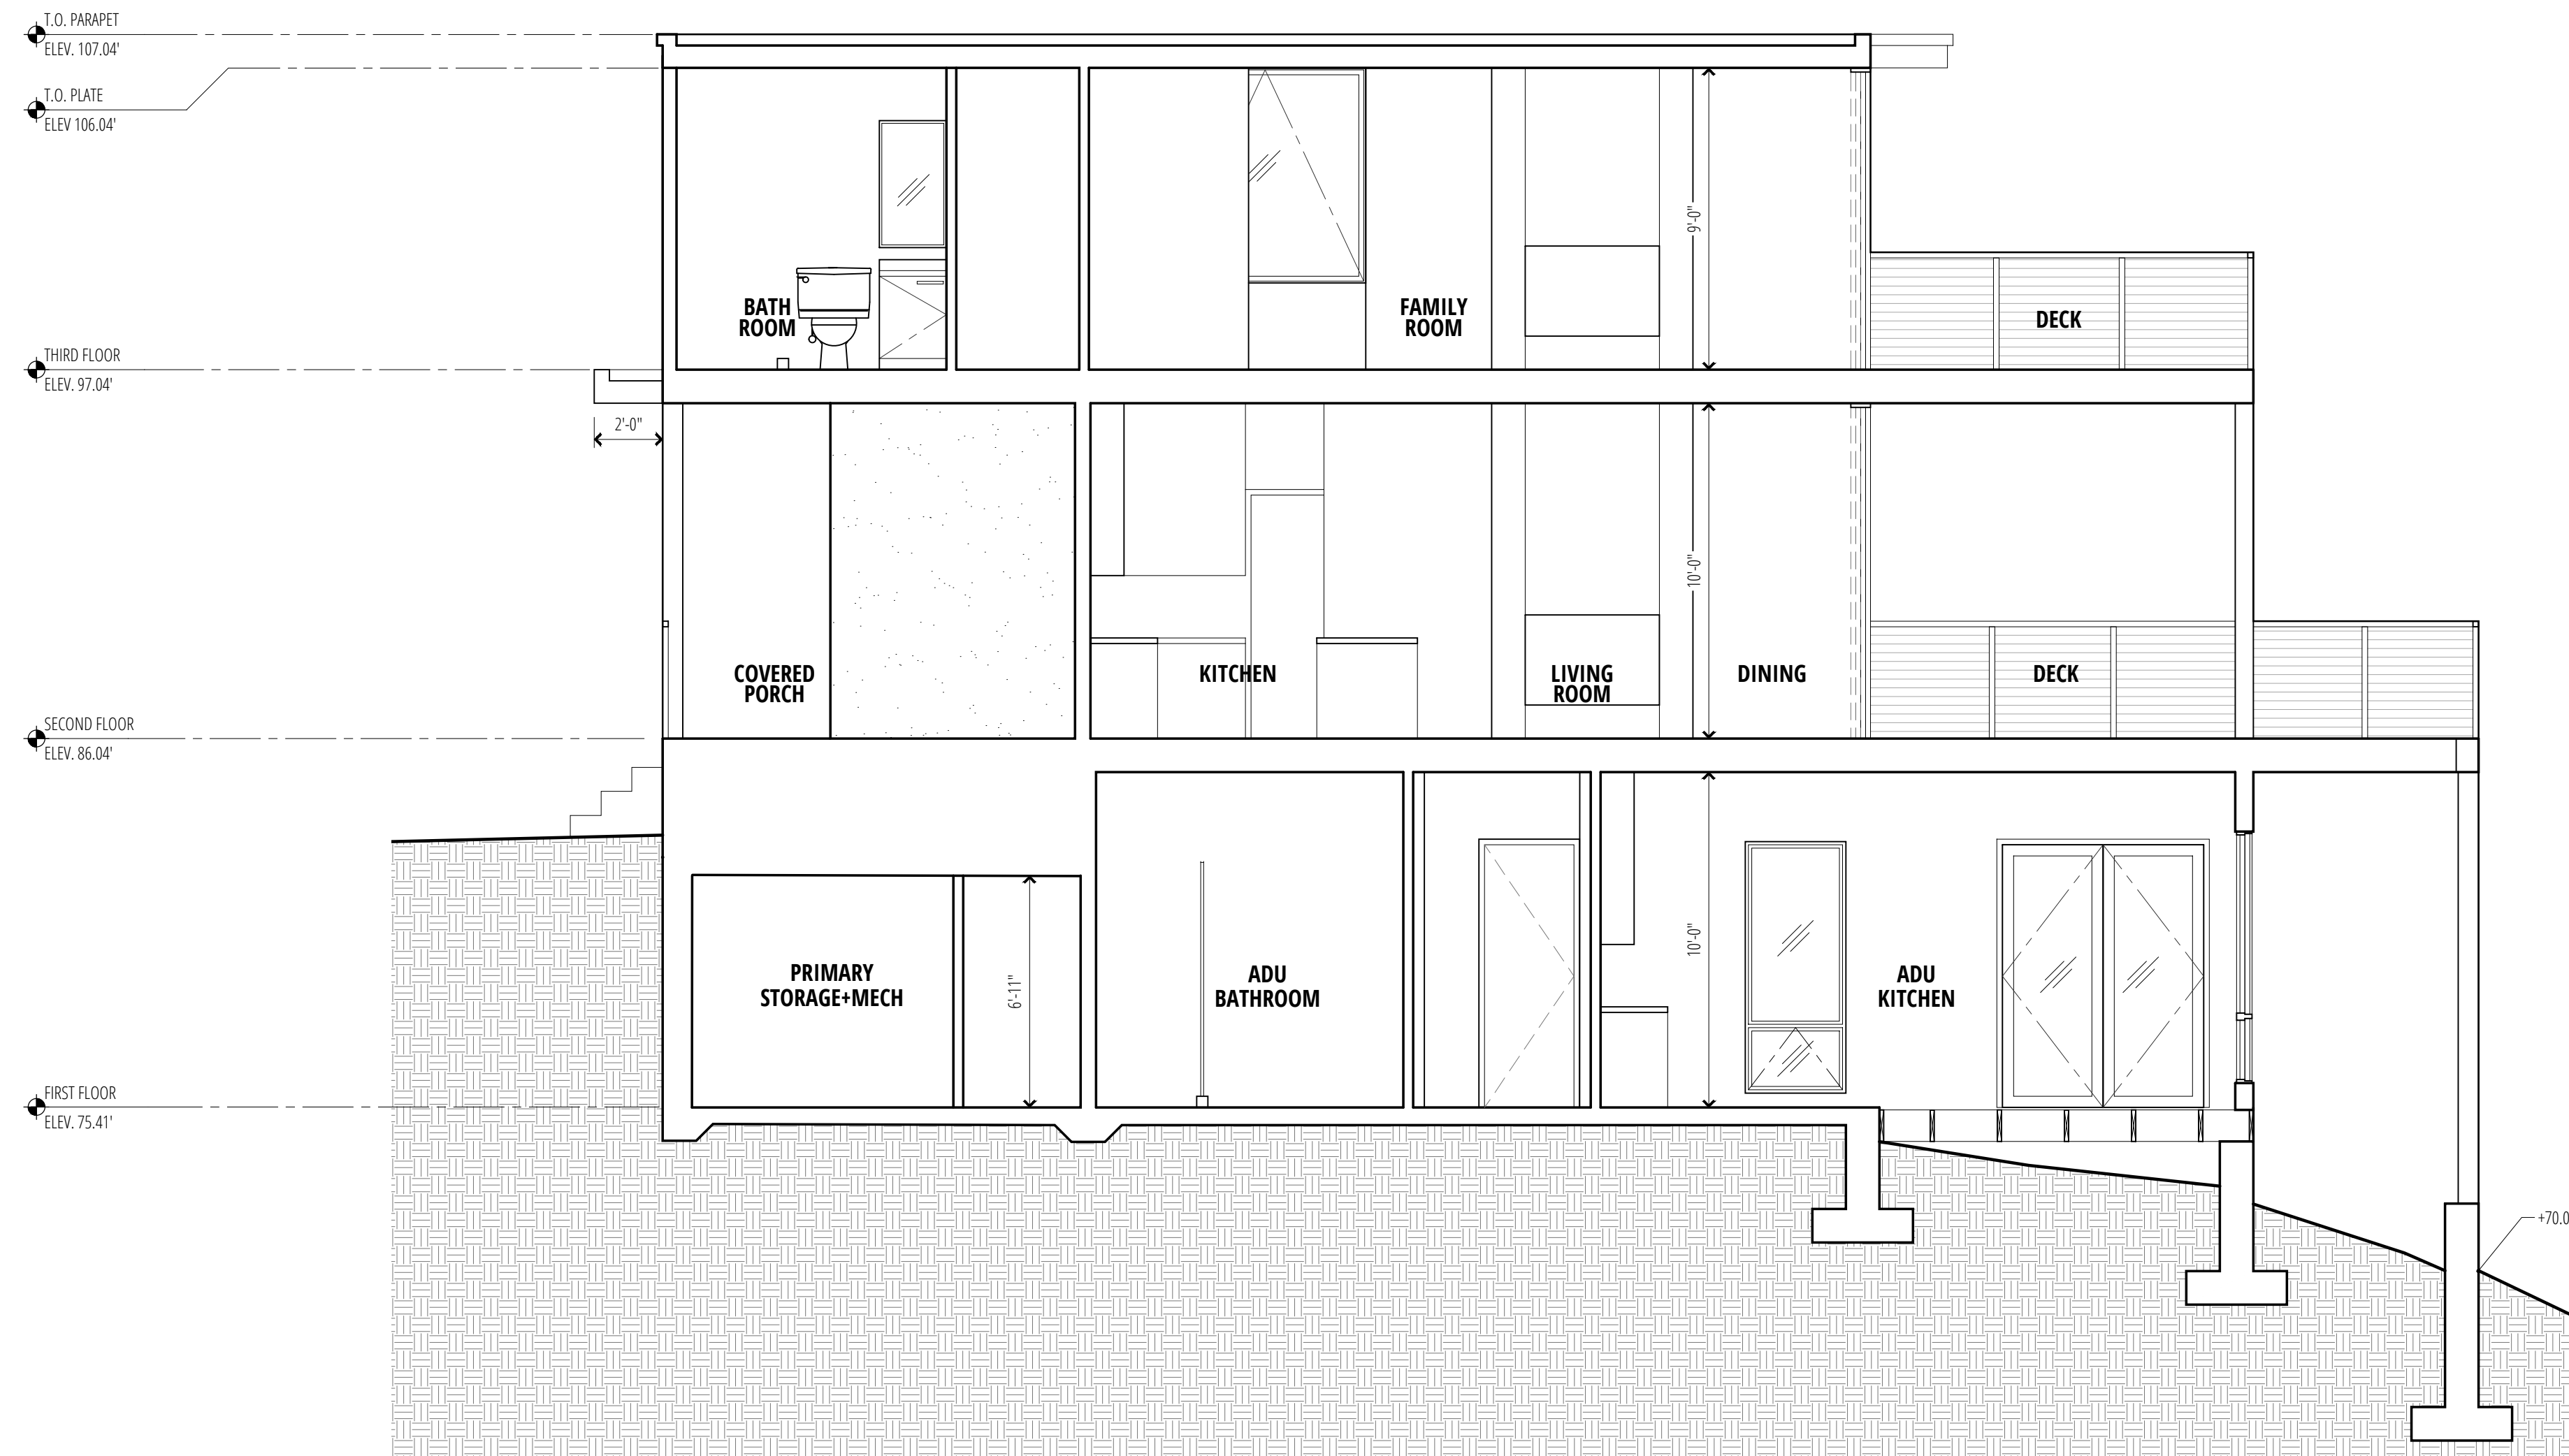 T.O. PARAPET
ELEV. 107.04'
T.O. PLATE
ELEV 106.04'
9'-0"
BATH
ROOM
FAMILY
ROOM
DECK
THIRD FLOOR
ELEV. 97.04'
2'-0"
10'-0"
COVERED
PORCH
KITCHEN
LIVING
ROOM
DINING
DECK
SECOND FLOOR
ELEV. 86.04'
PRIMARY
STORAGE+MECH
6'-11"
ADU
BATHROOM
10'-0"
ADU
KITCHEN
FIRST FLOOR
ELEV. 75.41'
+70.0